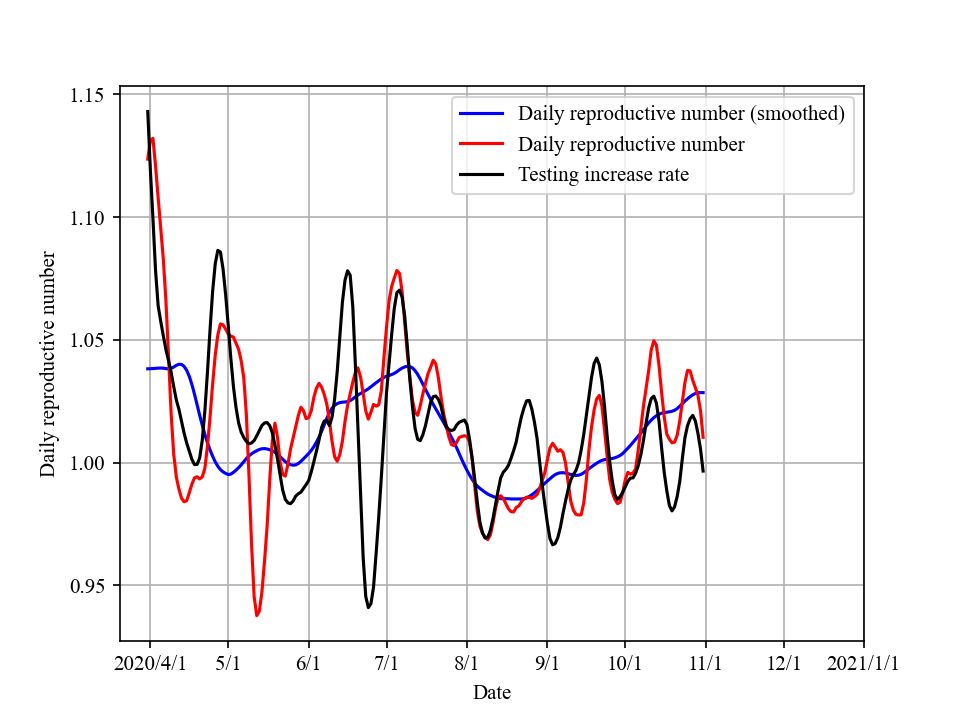 1.15
1.10
1.05
1.00
0.95
Daily reproductive number
Daily reproductive number (smoothed)
Daily reproductive number
Testing increase rate
2020/4/1 5/1 6/1 7/1 8/1 9/1 10/1 11/1 12/1 2021/1/1
Date